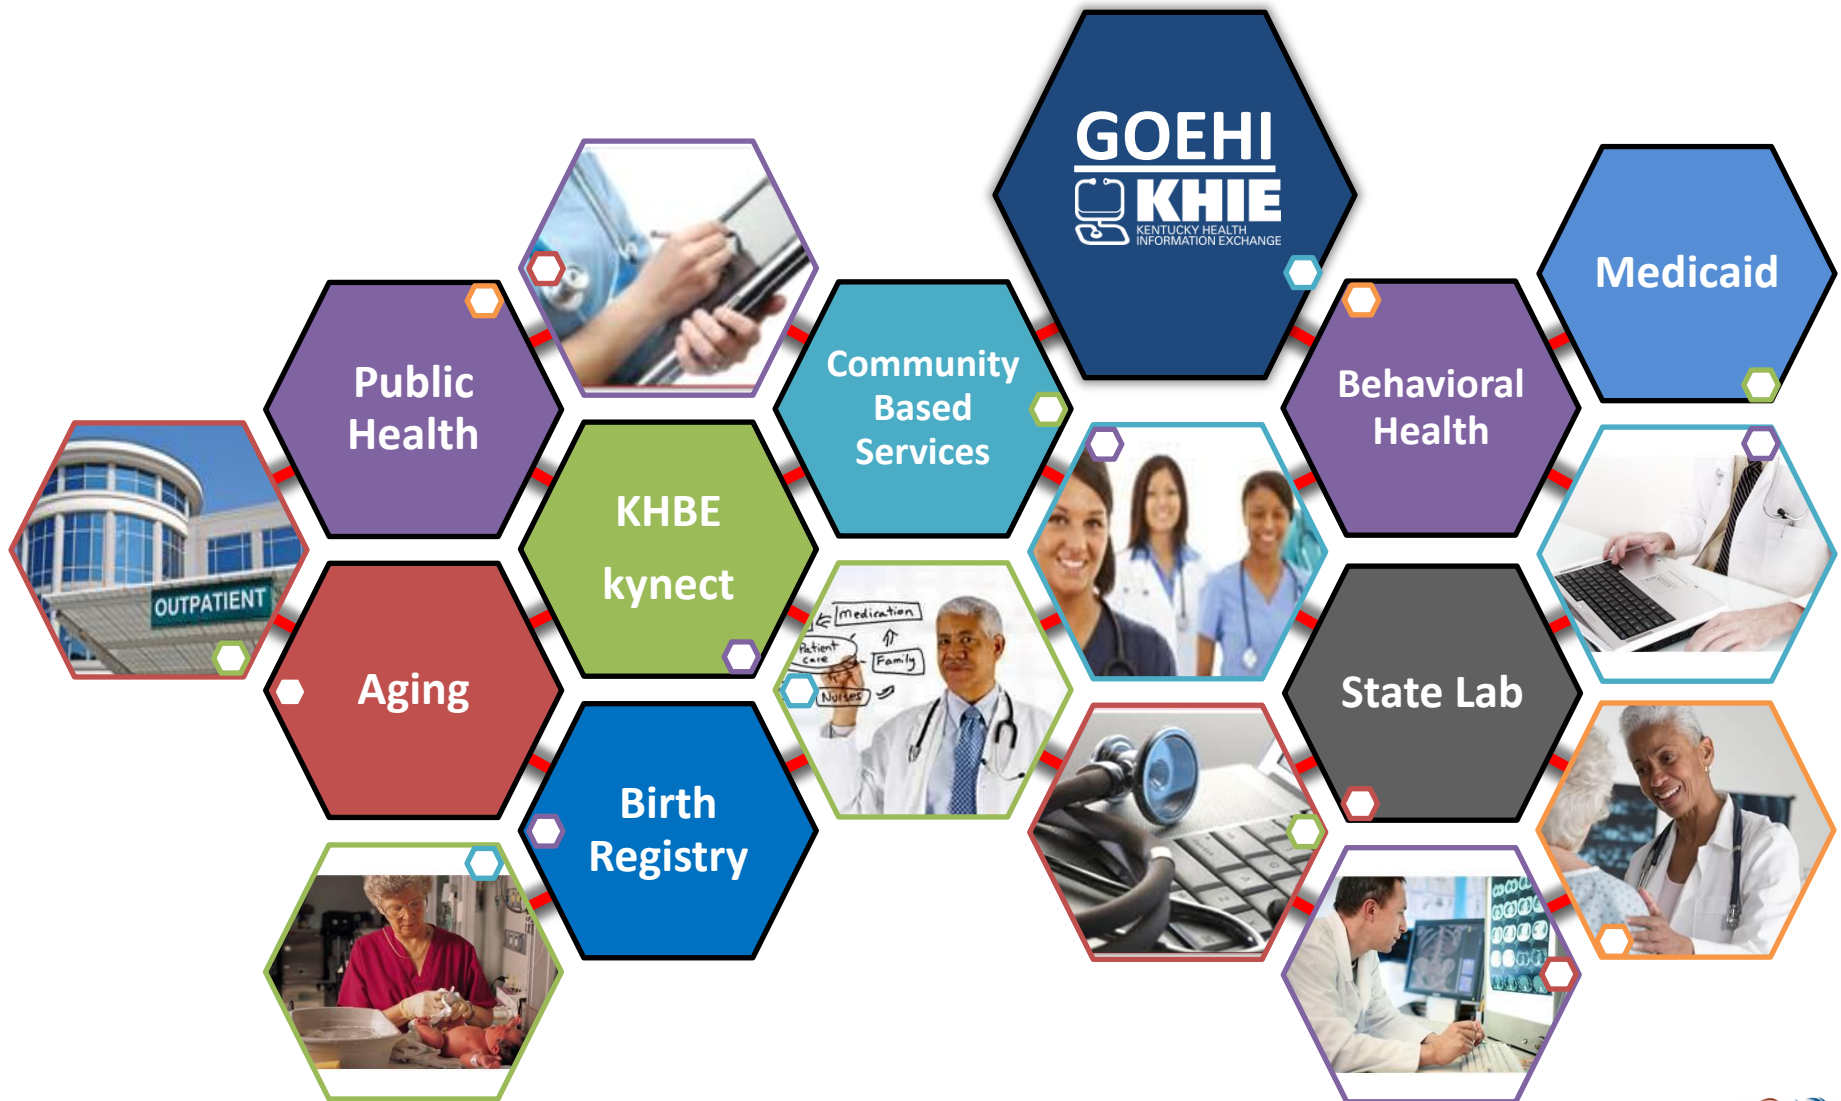 GOEHI
KHIE
KENTUCKY HEALTH
INFORMATION EXCHANGE
Medicaid
Public
Health
Community
Based
Services
Behavioral
Health
KHBE
kynect
OUTPATIENT
medication
Patient
care
Family
Nurses
Aging
State Lab
Birth
Registry